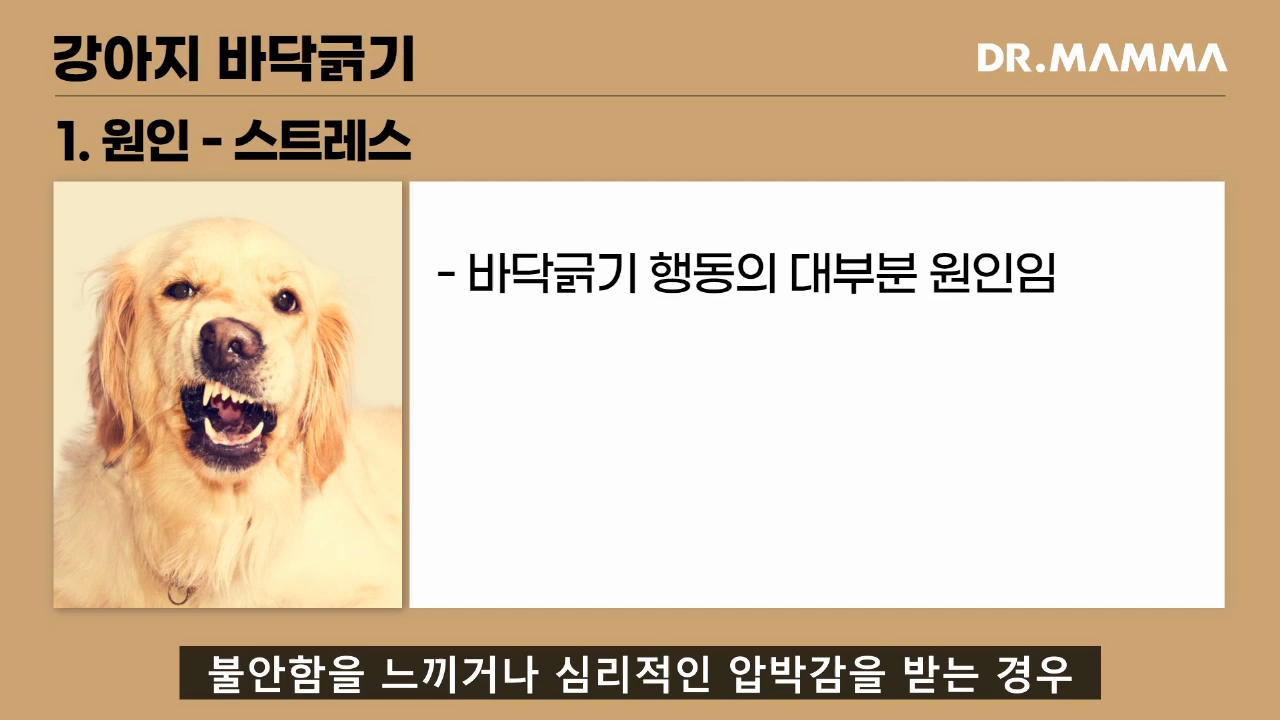 강아지 바닥긁기
DR.MAMMA
1. 원인 - 스트레스
- 바닥긁기 행동의 대부분 원인임
불안함을 느끼거나 심리적인 압박감을 받는 경우